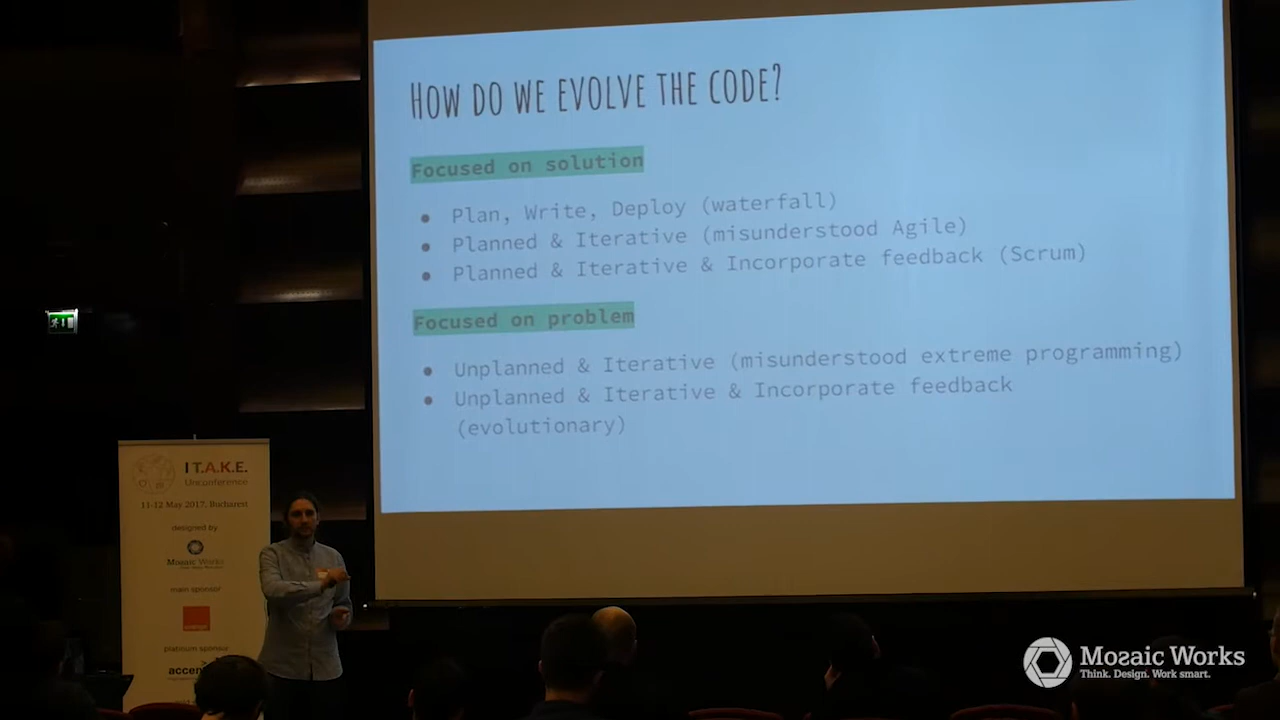 How do we evolve the code?
Focused on solution
● Plan, Write, Deploy (waterfall)
● Planned & Iterative (misunderstood Agile)
● Planned & Iterative & Incorporate feedback (Scrum)
Focused on problem
● Unplanned & Iterative (misunderstood extreme programming)
● Unplanned & Iterative & Incorporate feedback
(evolutionary)
I T.A.K.E.
Unconference
11-12 May 2017, Bucharest
designed by
Mozaic Works
main sponsor
platinum sponsor
Mozaic Works
Think. Design. Work smart.